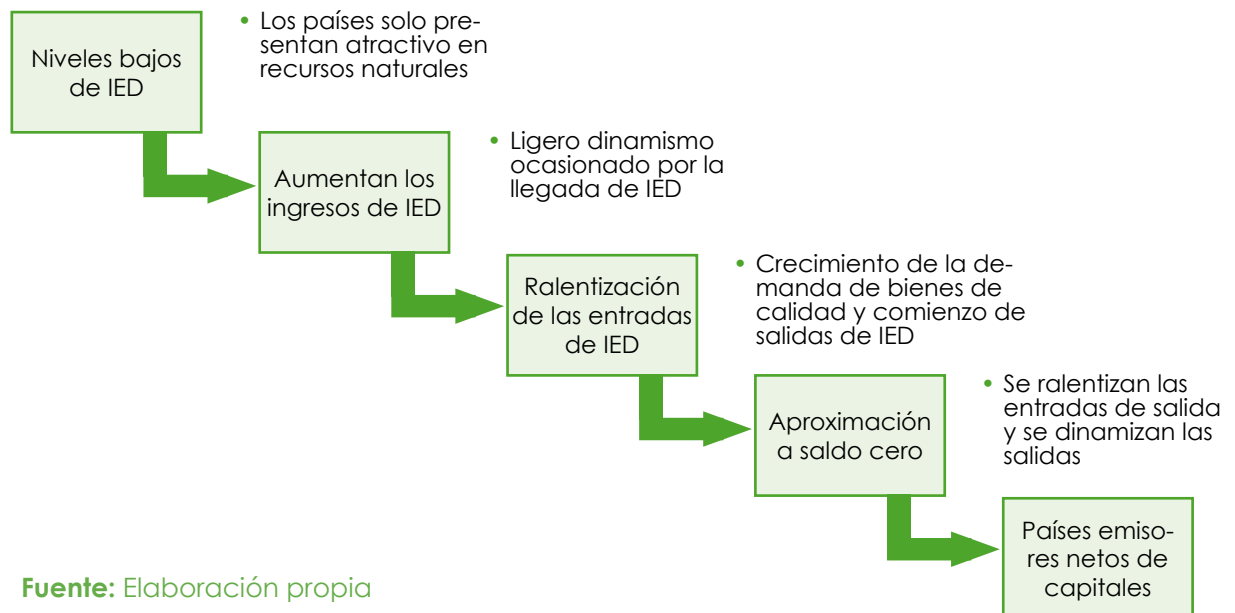 Niveles bajos
de IED
• Los países solo pre-
sentan atractivo en
recursos naturales
Aumentan los
ingresos de IED
• Ligero dinamismo
ocasionado por la
llegada de IED
Ralentización
de las entradas
de IED
• Crecimiento de la de-
manda de bienes de
calidad y comienzo de
salidas de IED
Aproximación
a saldo cero
• Se ralentizan las
entradas de salida
y se dinamizan las
salidas
Países emiso-
res netos de
capitales
Fuente: Elaboración propia